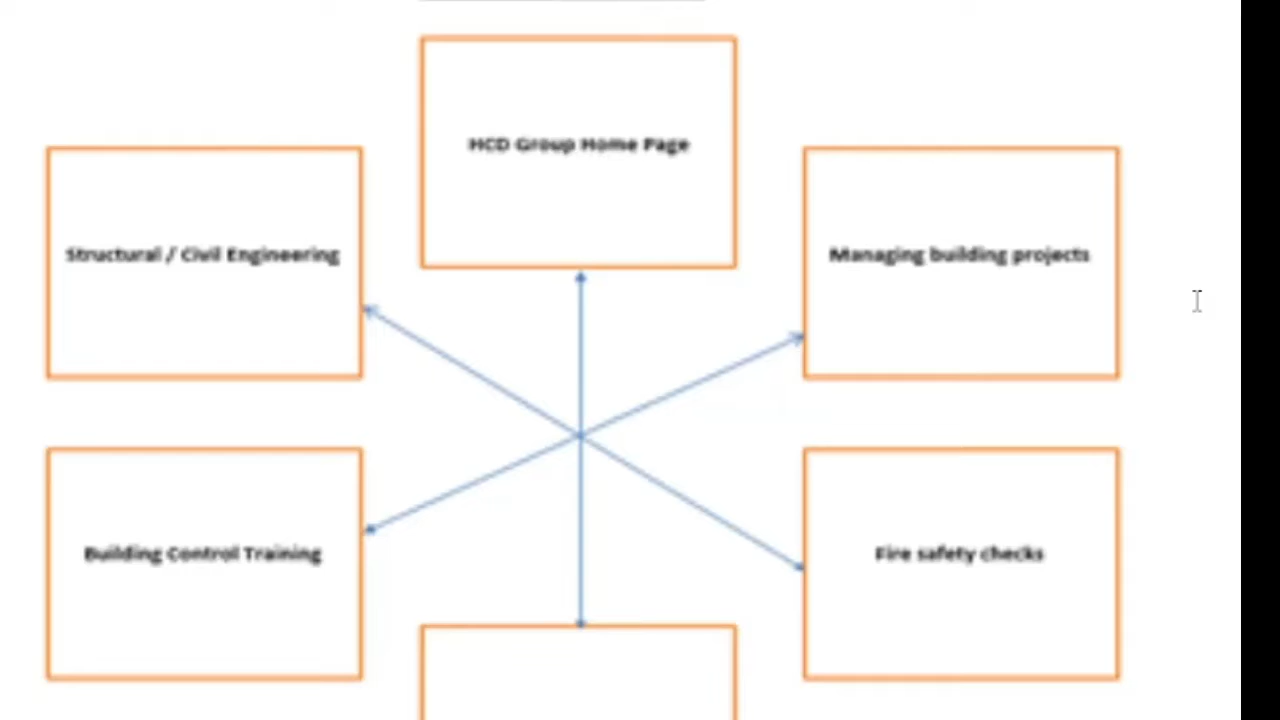 HCD Group Home Page
Structural / Civil Engineering
Managing building projects
Building Control Training
Fire safety checks